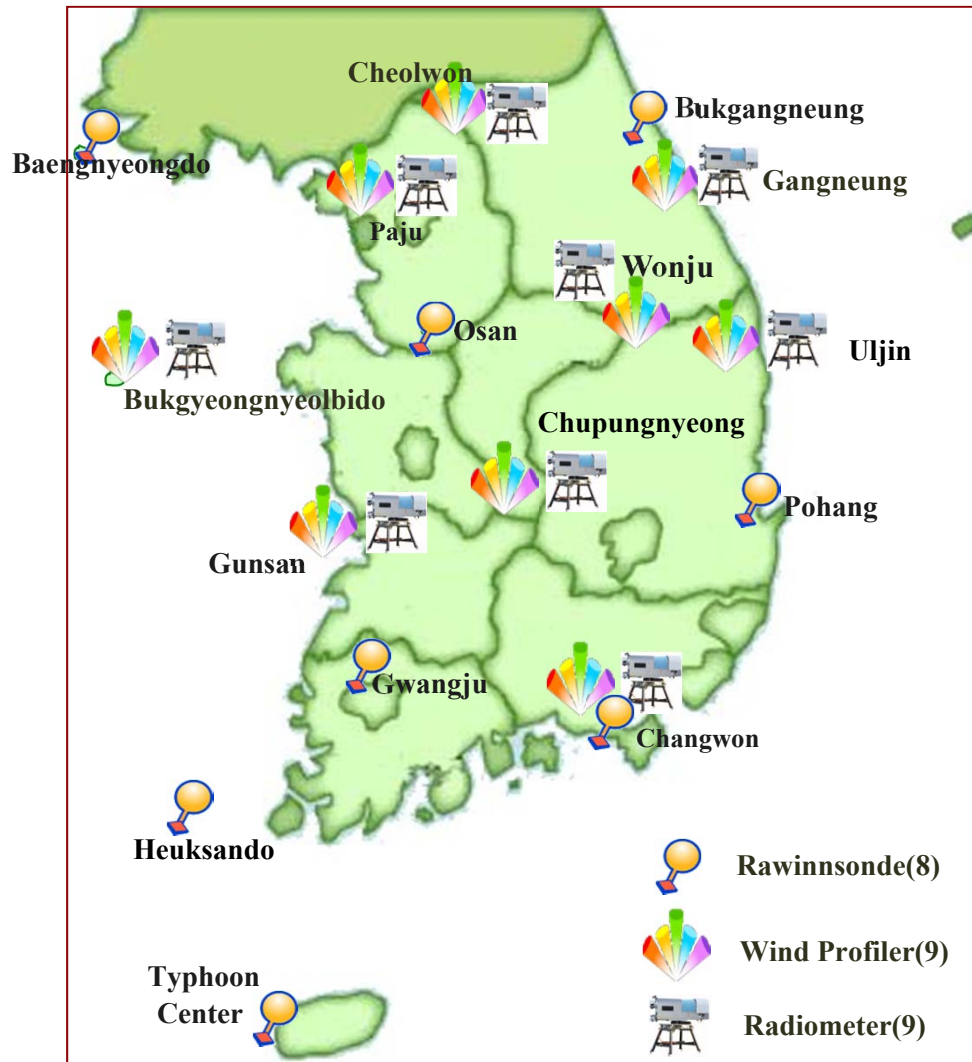 Cheolwon
Bukgangneung
Baengnyeongdo
Gangneung
Paju
Wonju
Osan
Uljin
Bukgyeongnyeolbido
Chupungnyeong
Pohang
Gunsan
Gwangju
Changwon
Heuksando
Rawinnsonde(8)
Wind Profiler(9)
Typhoon
Center
Radiometer(9)